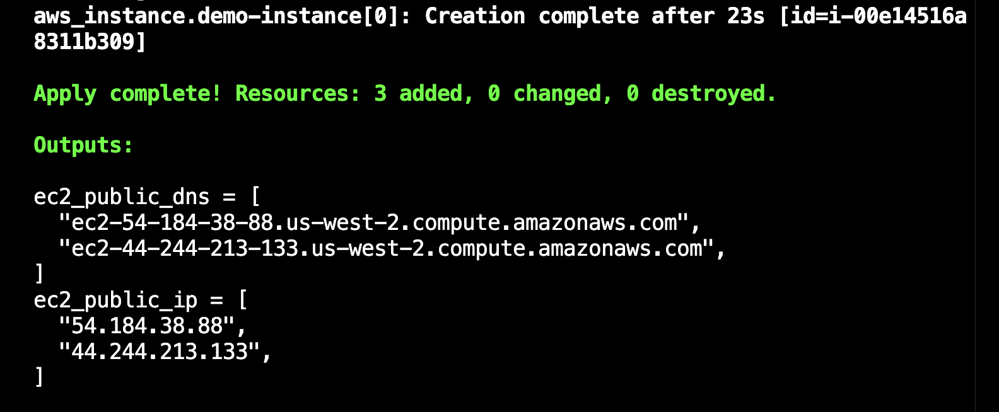 aws_instance.demo-instance[0]: Creation complete after 23s [id=i-00e14516a
8311b309]
Apply complete! Resources: 3 added, 0 changed, 0 destroyed.
Outputs:
ec2_public_dns = [
  "ec2-54-184-38-88.us-west-2.compute.amazonaws.com",
  "ec2-44-244-213-133.us-west-2.compute.amazonaws.com",
]
ec2_public_ip = [
  "54.184.38.88",
  "44.244.213.133",
]